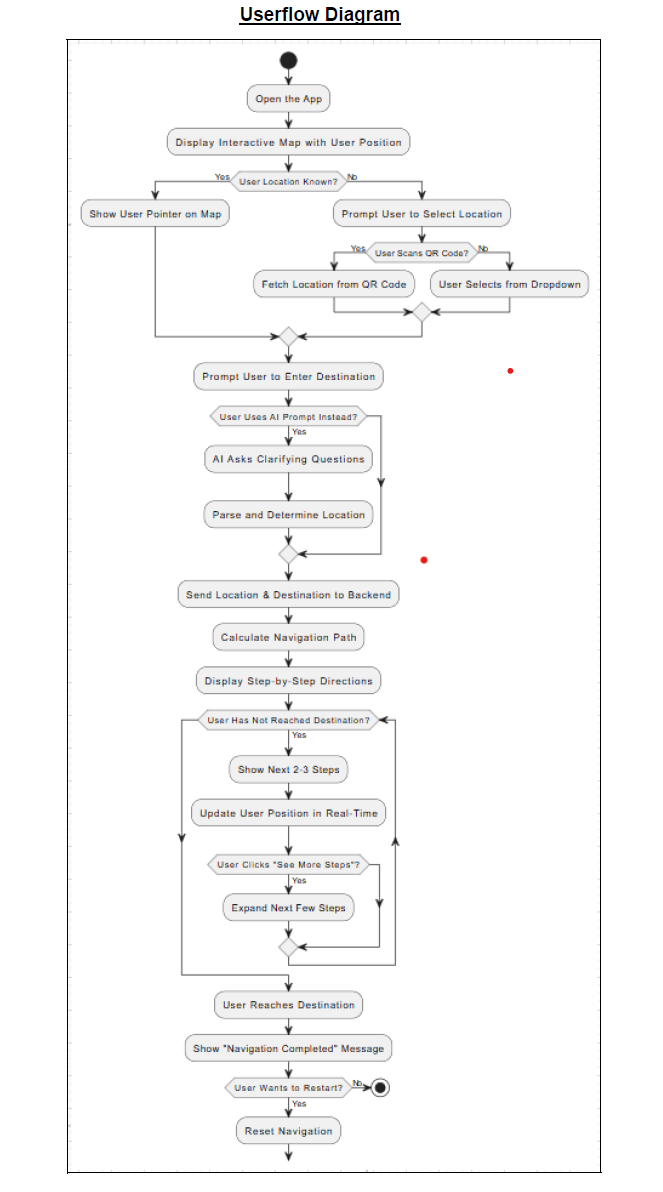 Userflow Diagram
Open the App
Display Interactive Map with User Position
Yes
User Location Known?
No
Show User Pointer on Map
Prompt User to Select Location
Yes
User Scans QR Code?
No
Fetch Location from QR Code
User Selects from Dropdown
Prompt User to Enter Destination
User Uses AI Prompt Instead?
Yes
AI Asks Clarifying Questions
Parse and Determine Location
Send Location & Destination to Backend
Calculate Navigation Path
Display Step-by-Step Directions
User Has Not Reached Destination?
Yes
Show Next 2-3 Steps
Update User Position in Real-Time
User Clicks "See More Steps"?
Yes
Expand Next Few Steps
User Reaches Destination
Show "Navigation Completed" Message
User Wants to Restart?
No
Yes
Reset Navigation